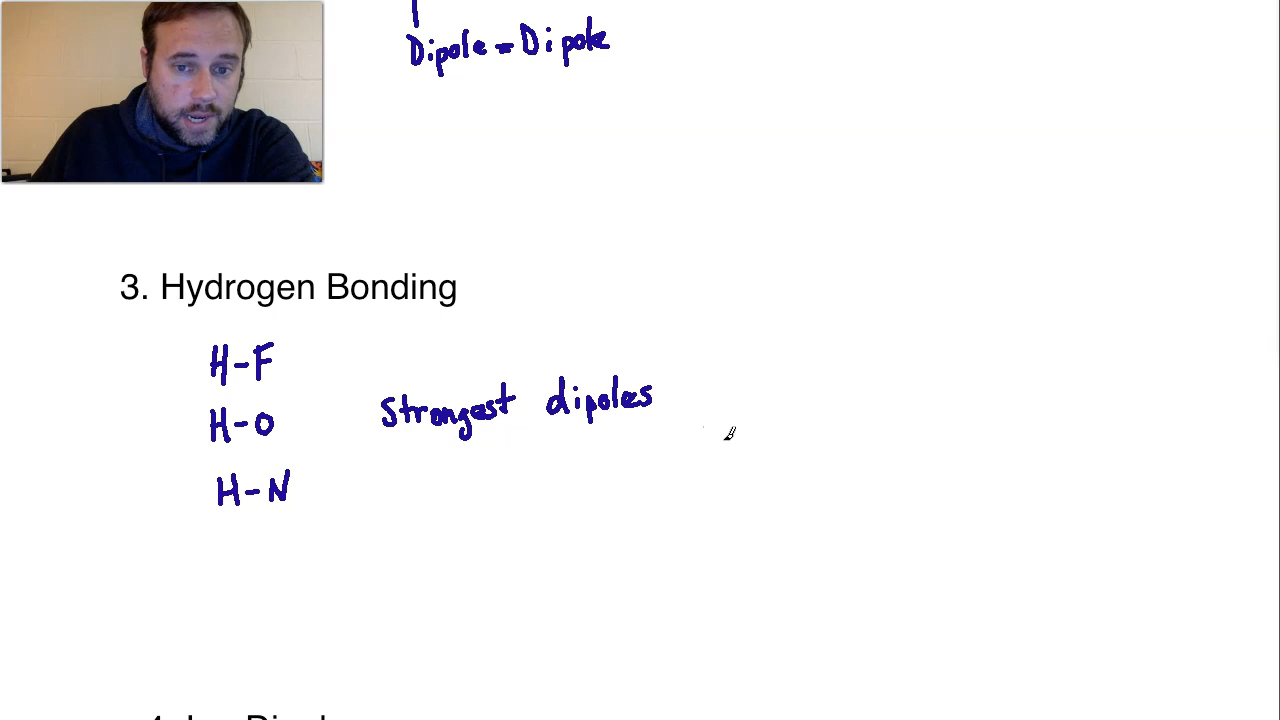 Dipole - Dipole
3. Hydrogen Bonding
H-F
H-O
Strongest dipoles
H-N